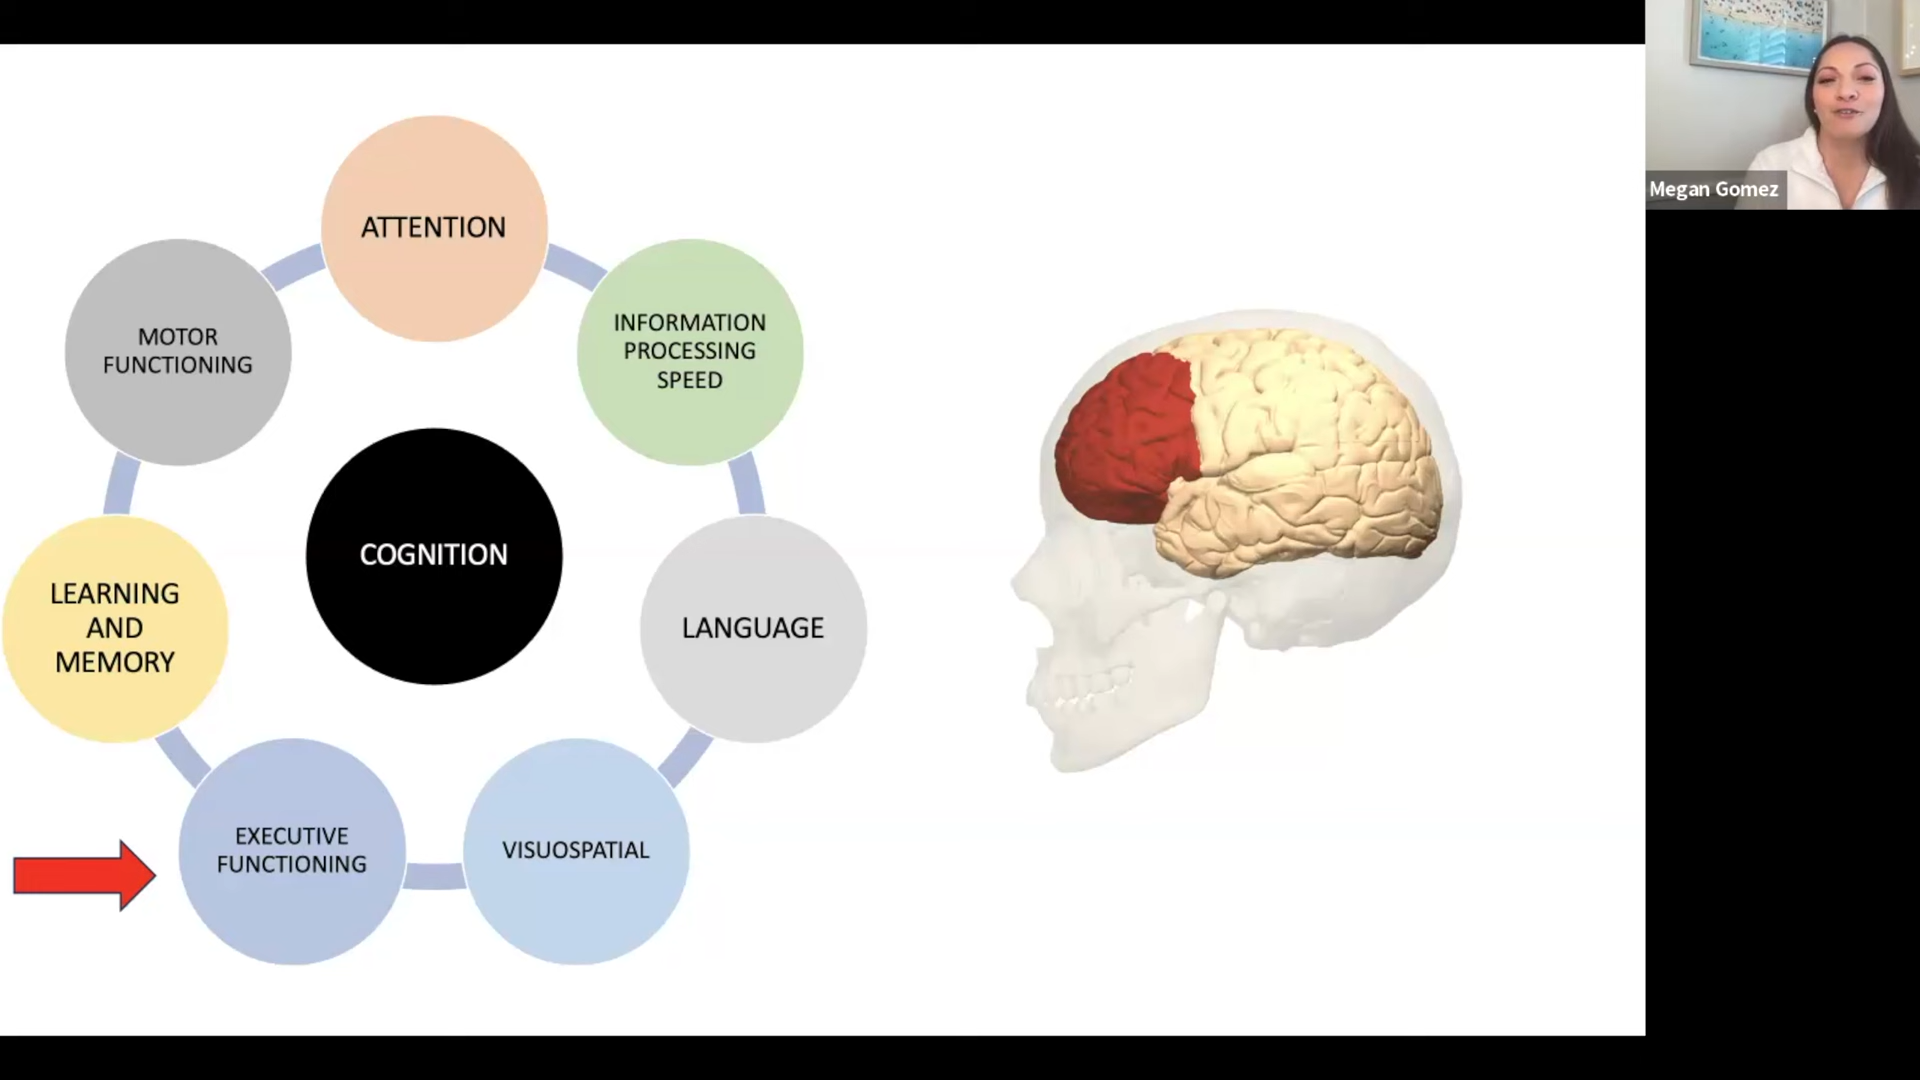 ATTENTION
INFORMATION
PROCESSING
SPEED
LANGUAGE
VISUOSPATIAL
EXECUTIVE
FUNCTIONING
LEARNING
AND
MEMORY
MOTOR
FUNCTIONING
COGNITION
Megan Gomez